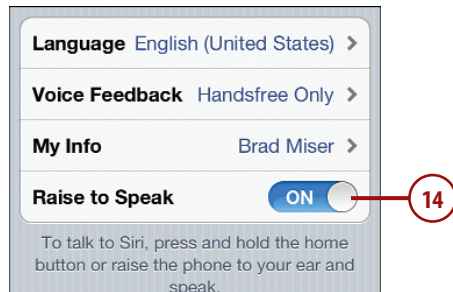 Language English (United States)
Voice Feedback Handsfree Only
My Info Brad Miser
Raise to Speak ON
14
To talk to Siri, press and hold the home
button or raise the phone to your ear and
speak.